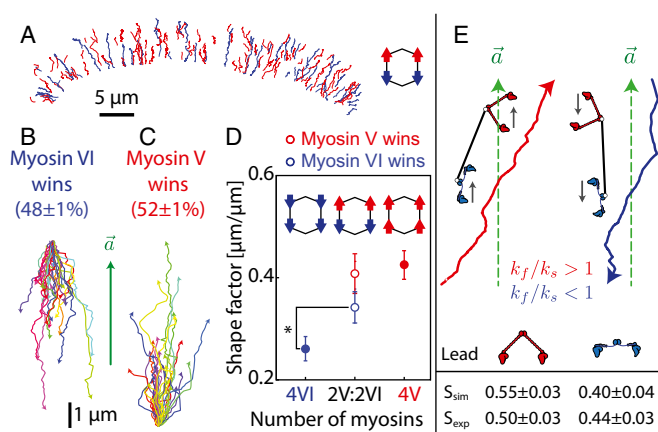 A
5 µm
B
Myosin VI
wins
(48±1%)
C
Myosin V
wins
(52±1%)
a⃗
1 µm
D
Myosin V wins
Myosin VI wins
Shape factor [µm/µm]
0.6
0.4
0.2
*
4VI
2V:2VI
4V
Number of myosins
E
a⃗
a⃗
k_f/k_s > 1
k_f/k_s < 1
Lead
S_sim 0.55±0.03 0.40±0.04
S_exp 0.50±0.03 0.44±0.03